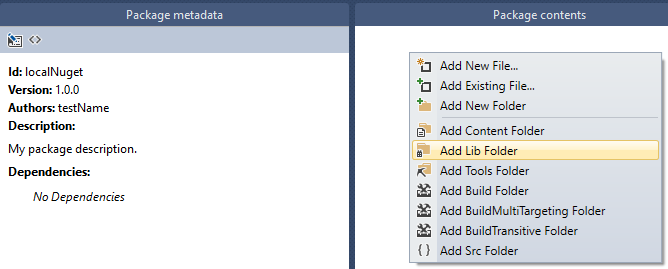 Package metadata
Id: localNuget
Version: 1.0.0
Authors: testName
Description:
My package description.
Dependencies:
No Dependencies
Package contents
Add New File...
Add Existing File...
Add New Folder
Add Content Folder
Add Lib Folder
Add Tools Folder
Add Build Folder
Add BuildMultiTargeting Folder
Add BuildTransitive Folder
Add Src Folder